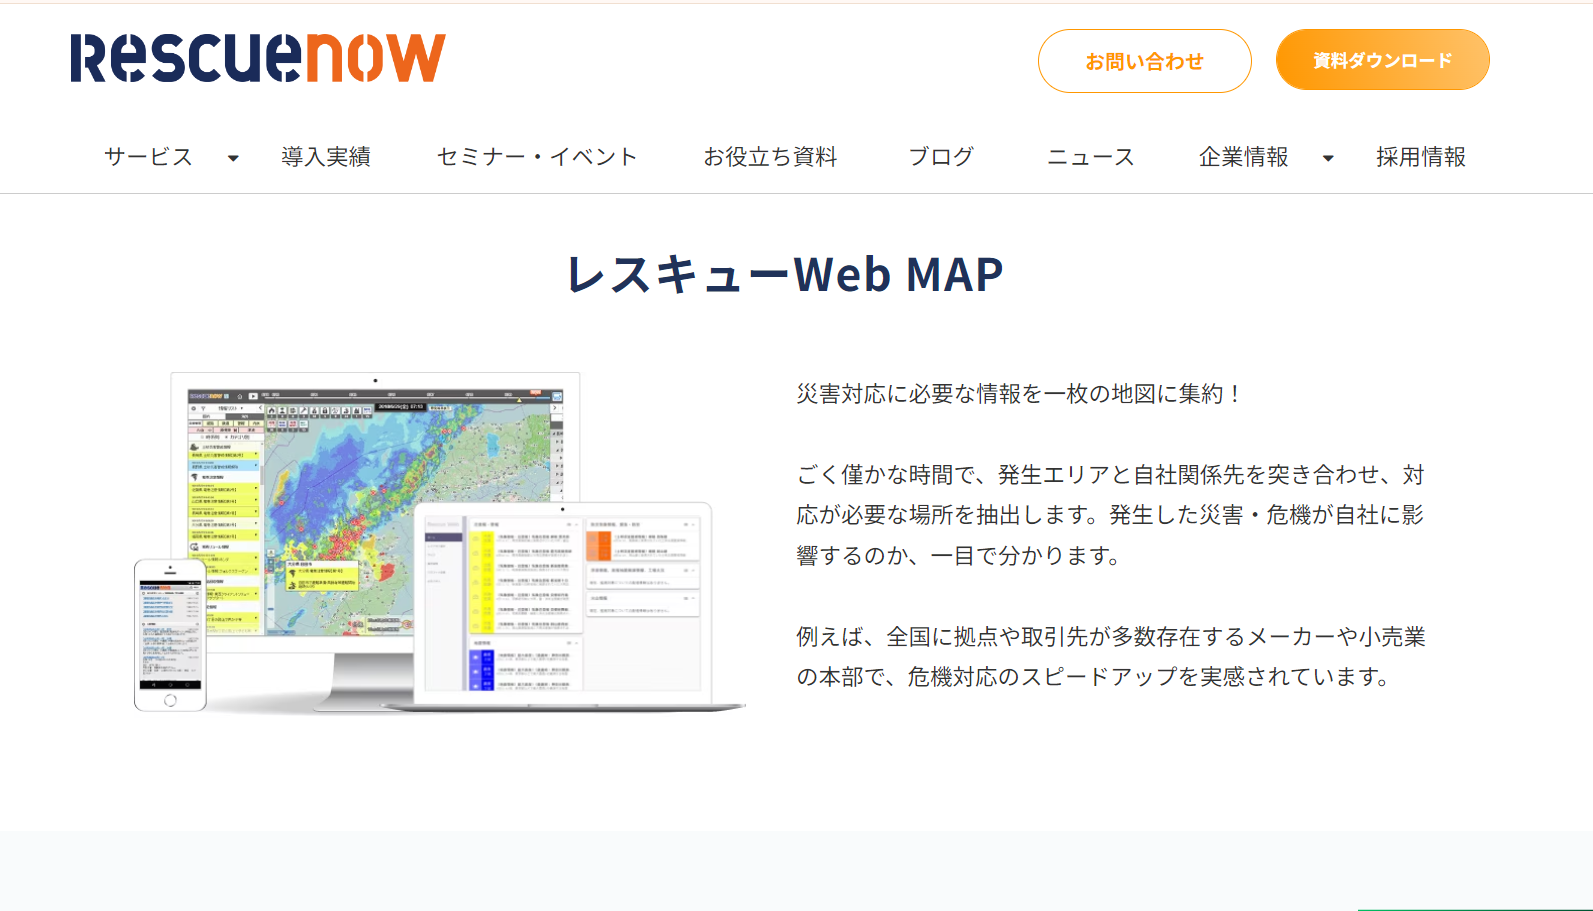 Rescuenow
お問い合わせ
資料ダウンロード
サービス
導入実績
セミナー・イベント
お役立ち資料
ブログ
ニュース
企業情報
採用情報
レスキューWeb MAP
災害対応に必要な情報を一枚の地図に集約！
ごく僅かな時間で、発生エリアと自社関係先を突き合わせ、対
応が必要な場所を抽出します。発生した災害・危機が自社に影
響するのか、一目で分かります。
例えば、全国に拠点や取引先が多数存在するメーカーや小売業
の本部で、危機対応のスピードアップを実感されています。